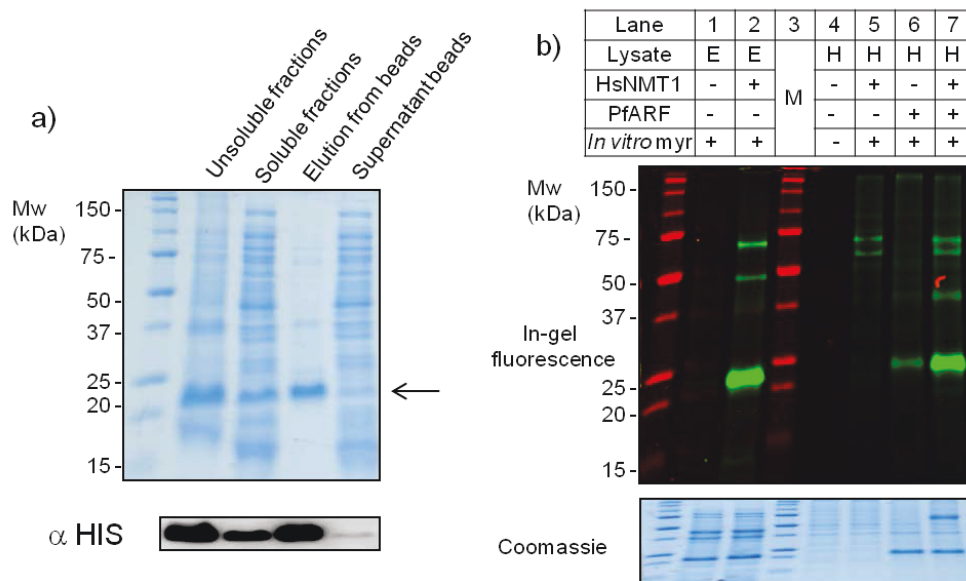 a)
Unsoluble fractions
Soluble fractions
Elution from beads
Supernatant beads
Mw
(kDa)
150 -
75 -
50 -
37 -
25 -
20 -
15 -
α HIS
b)
Lane 1 2 3 4 5 6 7
Lysate E E M H H H H
HsNMT1 - + - + - +
PfARF - - - - + +
In vitro myr + + - + + +
Mw
(kDa)
150 -
75 -
50 -
37 -
In-gel
fluorescence
25 -
20 -
15 -
Coomassie